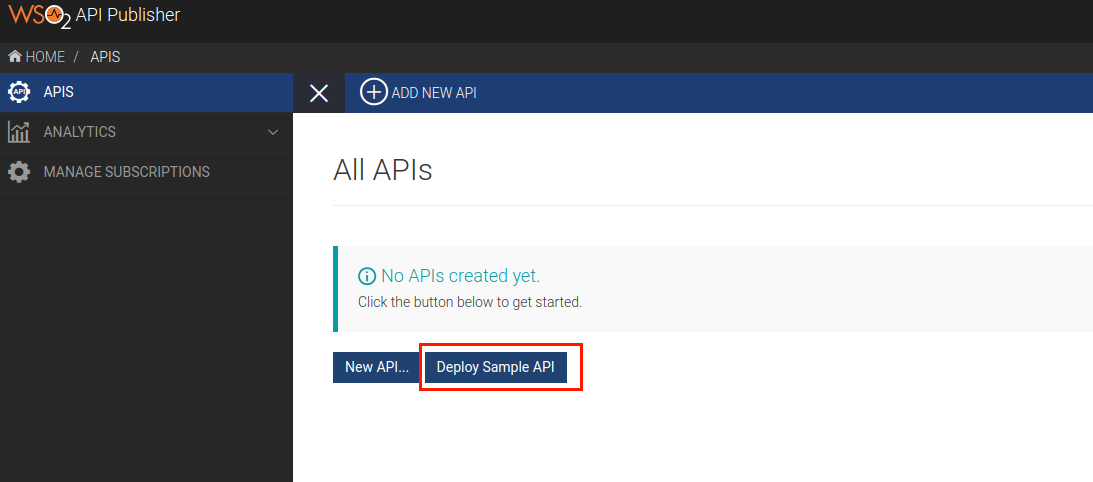 WSO2 API Publisher
HOME / APIS
API APIS
ADD NEW API
ANALYTICS
MANAGE SUBSCRIPTIONS
All APIs
No APIs created yet.
Click the button below to get started.
New API... Deploy Sample API